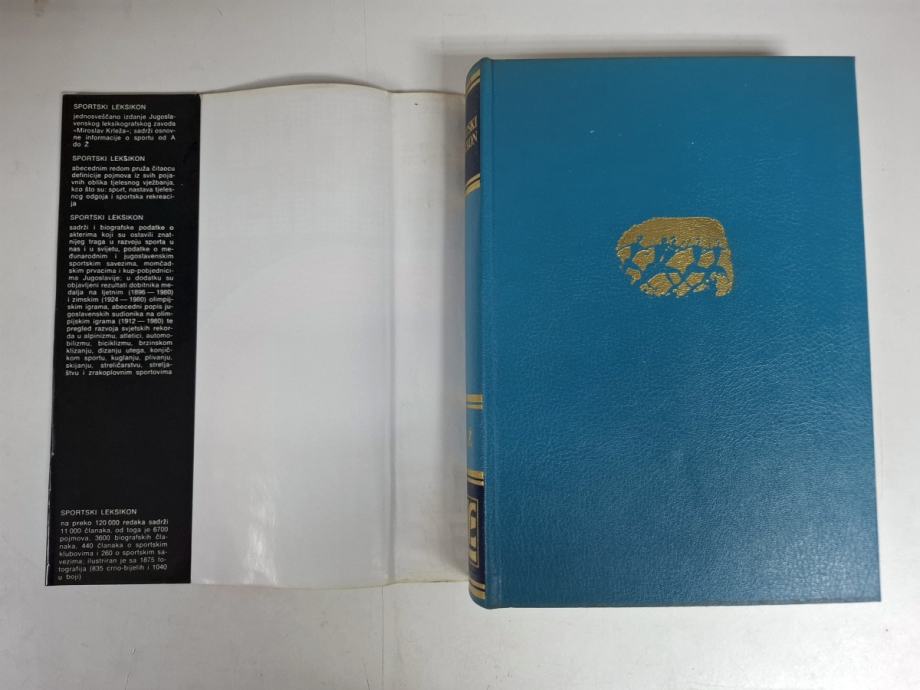 SPORTSKI LEKSIKON
jednosveščano izdanje Jugosla-
venskog leksikografskog zavoda
«Miroslav Krleža»; sadrži osnov-
ne informacije o sportu od A
do Ž
SPORTSKI LEKSIKON
abecednim redom pruža čitaocu
definicije pojmova iz svih poja-
vnih oblika tjelesnog vježbanja,
kao što su: sport, nastava tjeles-
nog odgoja i sportska rekreaci-
ja
SPORTSKI LEKSIKON
sadrži i biografske podatke o
akterima koji su ostavili znat-
nijeg traga u razvoju sporta u
nas i u svijetu, podatke o me-
đunarodnim i jugoslavenskim
sportskim savezima, momčad-
skim prvacima i kup-pobjednici-
ma Jugoslavije; u dodatku su
objavljeni rezultati dobitnika me-
dalja na ljetnim (1896 — 1980)
i zimskim (1924 — 1980) olimpij-
skim igrama, abecedni popis ju-
goslavenskih sudionika na olim-
pijskim igrama (1912 — 1980) te
pregled razvoja svjetskih rekor-
da u alpinizmu, atletici, automo-
bilizmu, biciklizmu, brzinskom
klizanju, dizanju utega, konjič-
kom sportu, kuglanju, plivanju,
skijanju, streličarstvu, strelja-
štvu i zrakoplovnim sportovima
SPORTSKI LEKSIKON
na preko 120 000 redaka sadrži
11 000 članaka, od toga je 6700
pojmova, 3600 biografskih čla-
naka, 440 članaka o sportskim
klubovima i 260 o sportskim sa-
vezima; ilustriran je sa 1875 fo-
tografija (835 crno-bijelih i 1040
u boji)